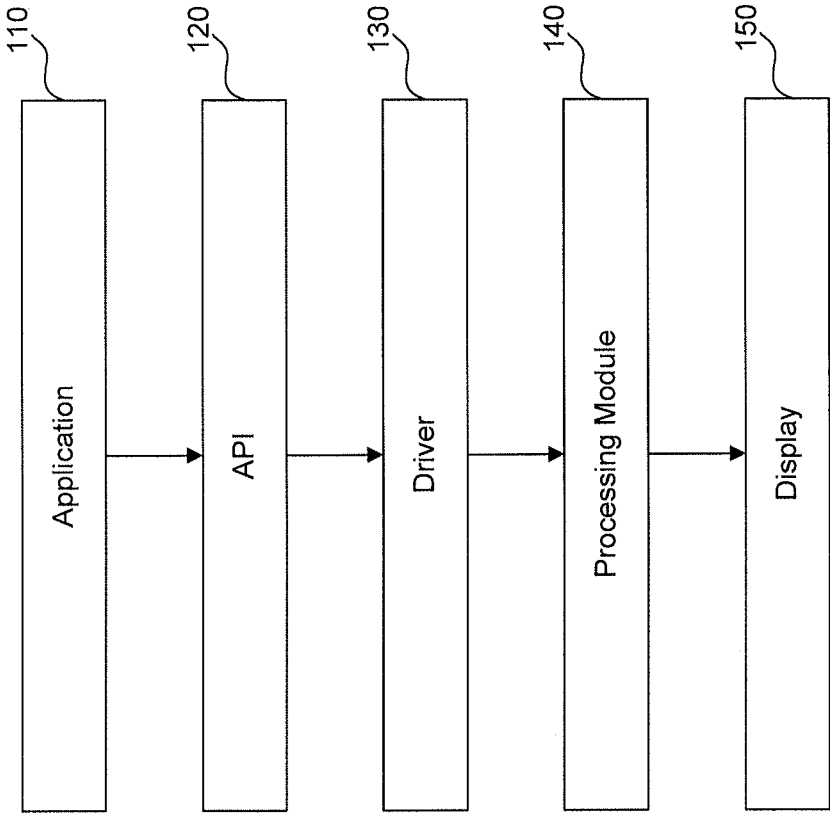 Application
110
API
120
Driver
130
Processing Module
140
Display
150